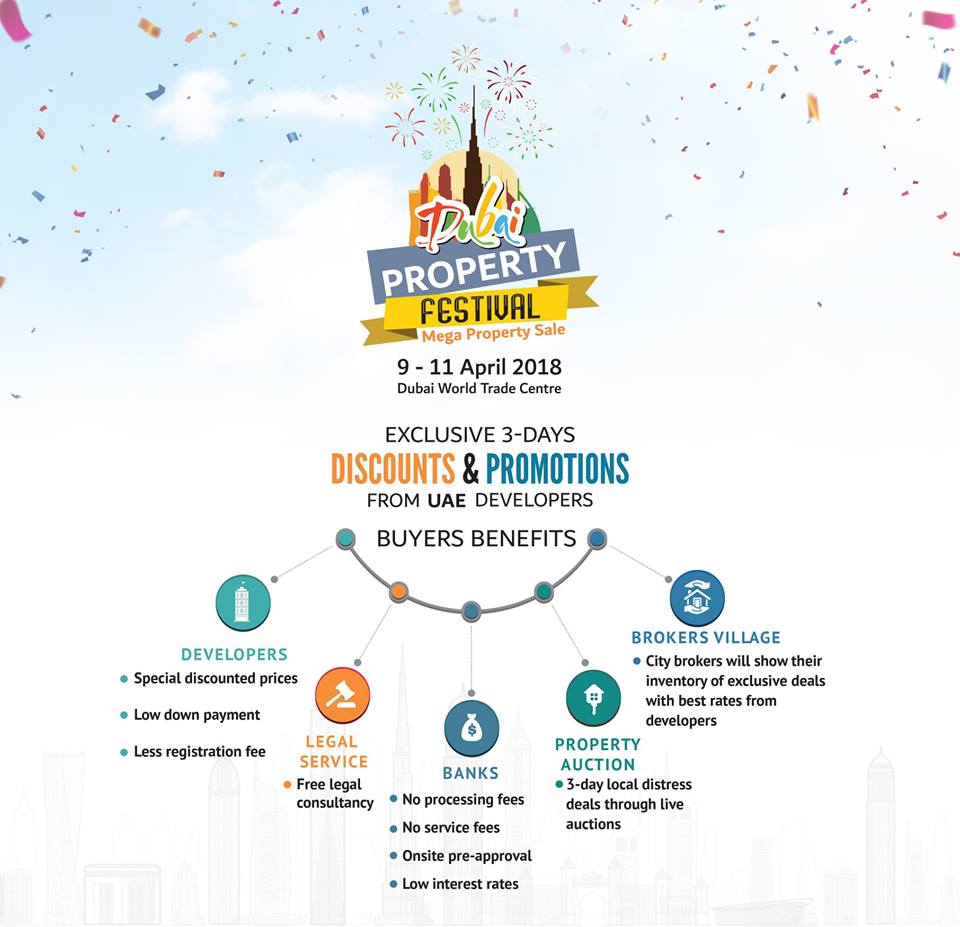 Dubai
PROPERTY
FESTIVAL
Mega Property Sale
9 - 11 April 2018
Dubai World Trade Centre
EXCLUSIVE 3-DAYS
DISCOUNTS & PROMOTIONS
FROM UAE DEVELOPERS
BUYERS BENEFITS
DEVELOPERS
• Special discounted prices
• Low down payment
• Less registration fee
LEGAL
SERVICE
• Free legal
consultancy
$
BANKS
• No processing fees
• No service fees
• Onsite pre-approval
• Low interest rates
PROPERTY
AUCTION
• 3-day local distress
deals through live
auctions
BROKERS VILLAGE
• City brokers will show their
inventory of exclusive deals
with best rates from
developers